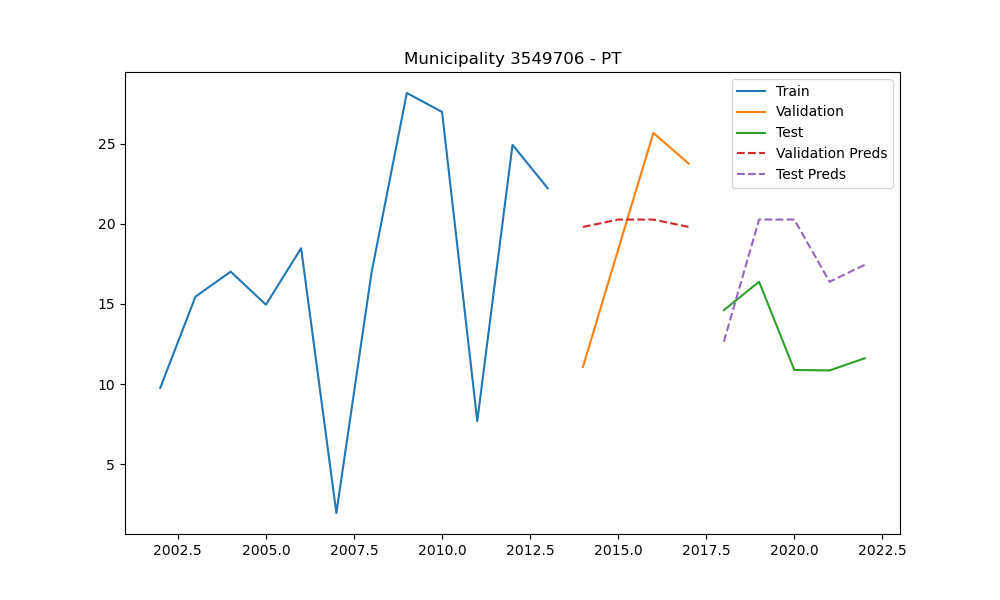 Municipality 3549706 - PT
Train
Validation
Test
Validation Preds
Test Preds
25
20
15
10
5
2002.5 2005.0 2007.5 2010.0 2012.5 2015.0 2017.5 2020.0 2022.5